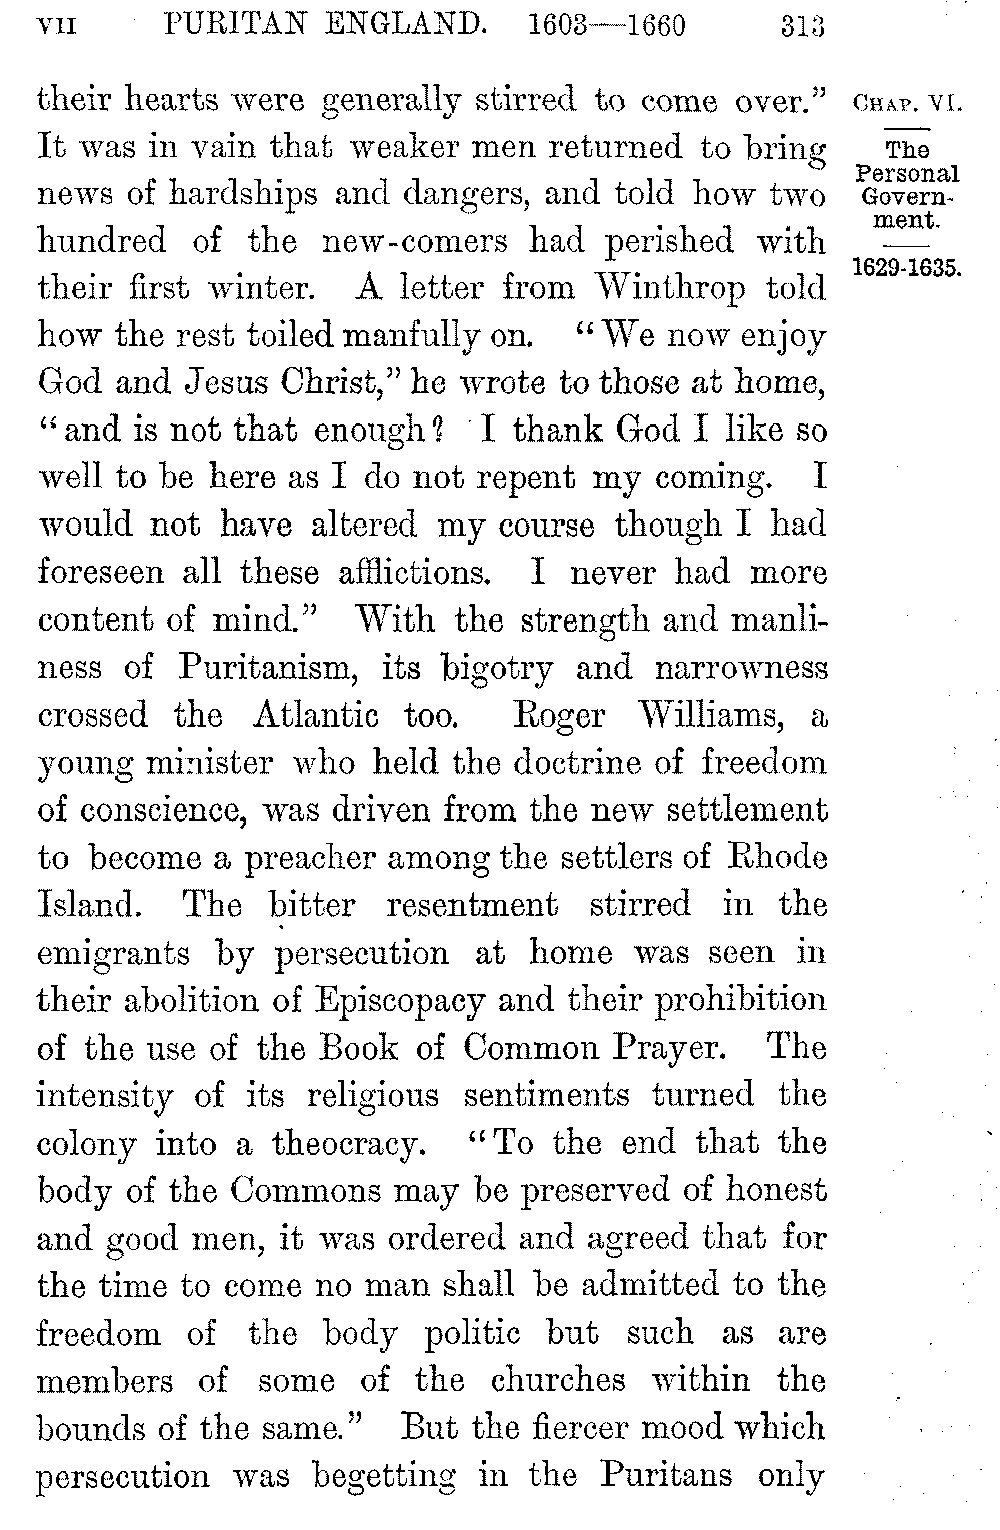 VII PURITAN ENGLAND. 1603—1660 313
their hearts were generally stirred to come over.”
It was in vain that weaker men returned to bring
news of hardships and dangers, and told how two
hundred of the new-comers had perished with
their first winter. A letter from Winthrop told
how the rest toiled manfully on. “We now enjoy
God and Jesus Christ,” he wrote to those at home,
“and is not that enough? I thank God I like so
well to be here as I do not repent my coming. I
would not have altered my course though I had
foreseen all these afflictions. I never had more
content of mind.” With the strength and manli-
ness of Puritanism, its bigotry and narrowness
crossed the Atlantic too. Roger Williams, a
young minister who held the doctrine of freedom
of conscience, was driven from the new settlement
to become a preacher among the settlers of Rhode
Island. The bitter resentment stirred in the
emigrants by persecution at home was seen in
their abolition of Episcopacy and their prohibition
of the use of the Book of Common Prayer. The
intensity of its religious sentiments turned the
colony into a theocracy. “To the end that the
body of the Commons may be preserved of honest
and good men, it was ordered and agreed that for
the time to come no man shall be admitted to the
freedom of the body politic but such as are
members of some of the churches within the
bounds of the same.” But the fiercer mood which
persecution was begetting in the Puritans only
CHAP. VI.
The
Personal
Govern-
ment.
1629-1635.